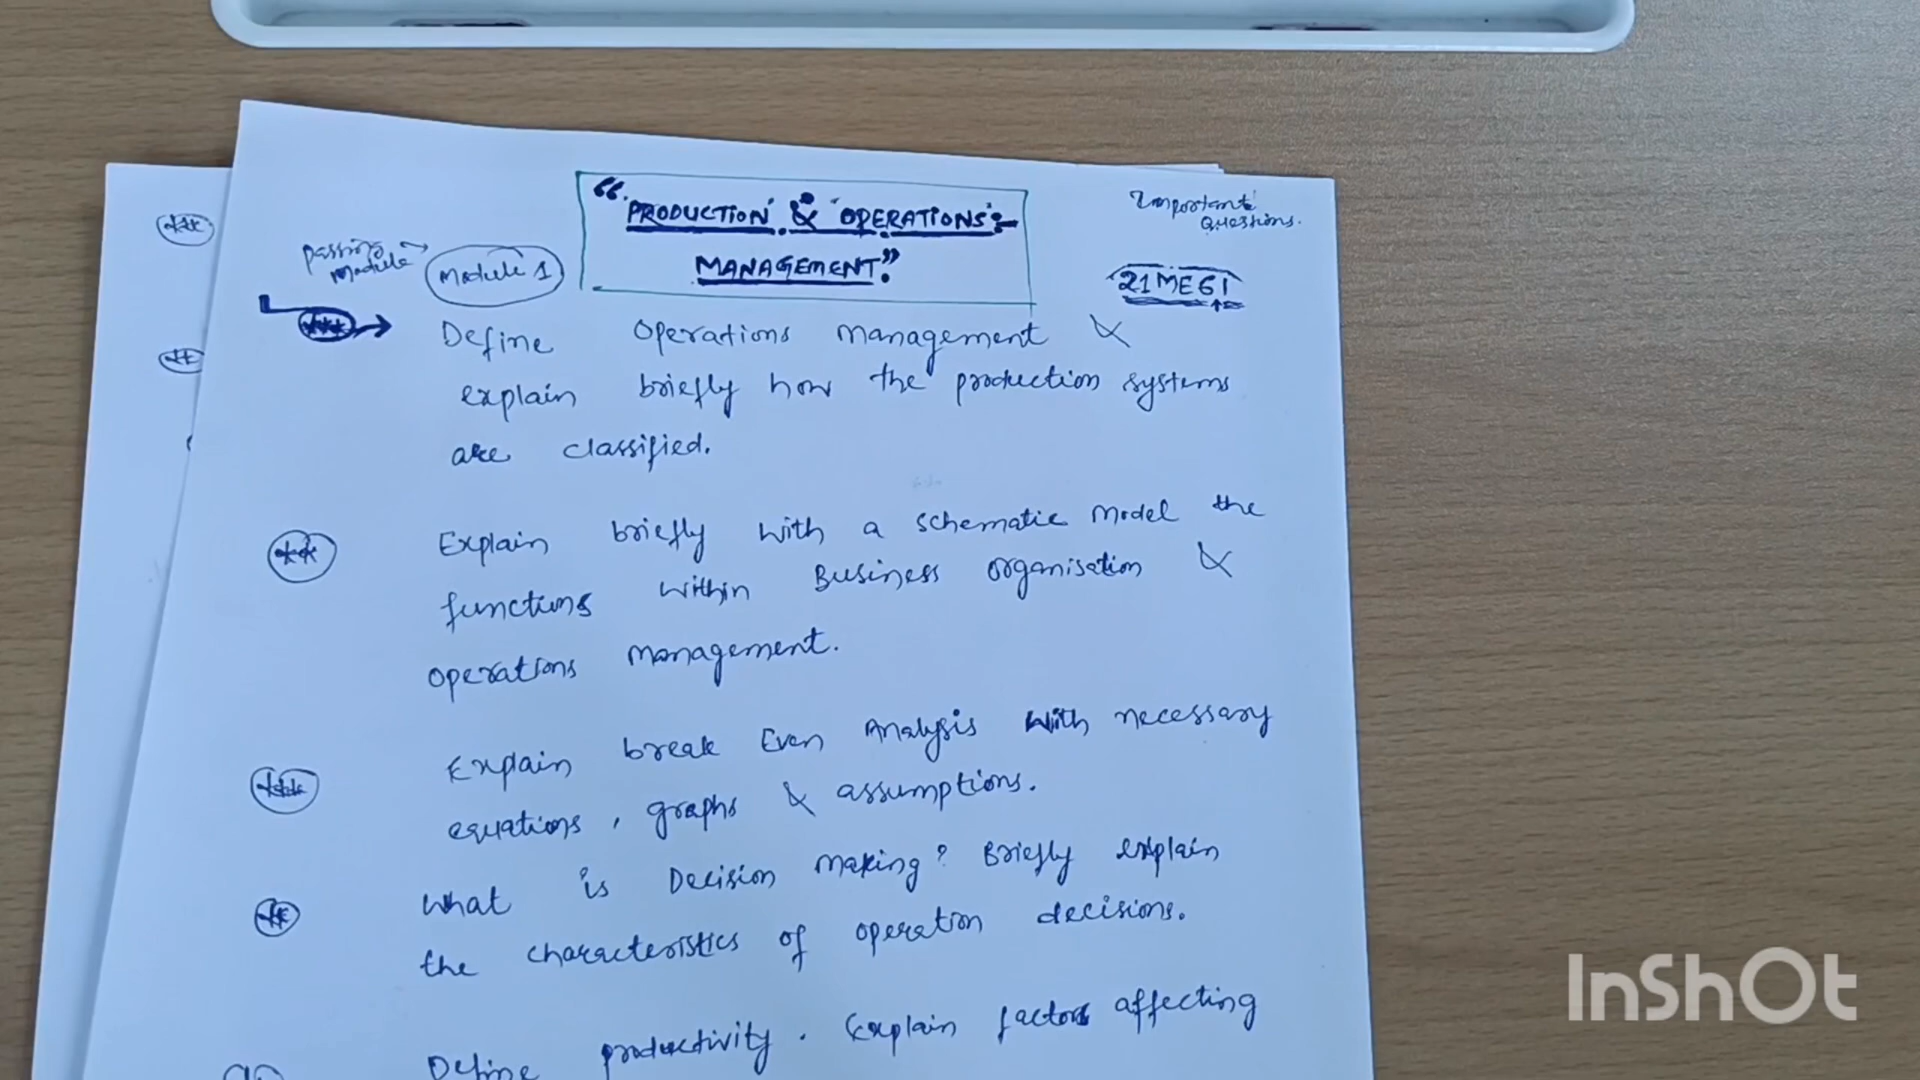 "PRODUCTION & OPERATIONS:-
MANAGEMENT."
Important
Questions.
passing
module
Module 1
21ME61
*** Define Operations Management &
explain briefly how the production systems
are classified.
** Explain briefly with a schematic Model the
functions within Business organisation &
operations management.
*** Explain break Even Analysis with necessary
equations, graphs & assumptions.
** What is Decision Making? Briefly explain
the characteristics of operation decisions.
Define productivity. Explain factors affecting
InShOt